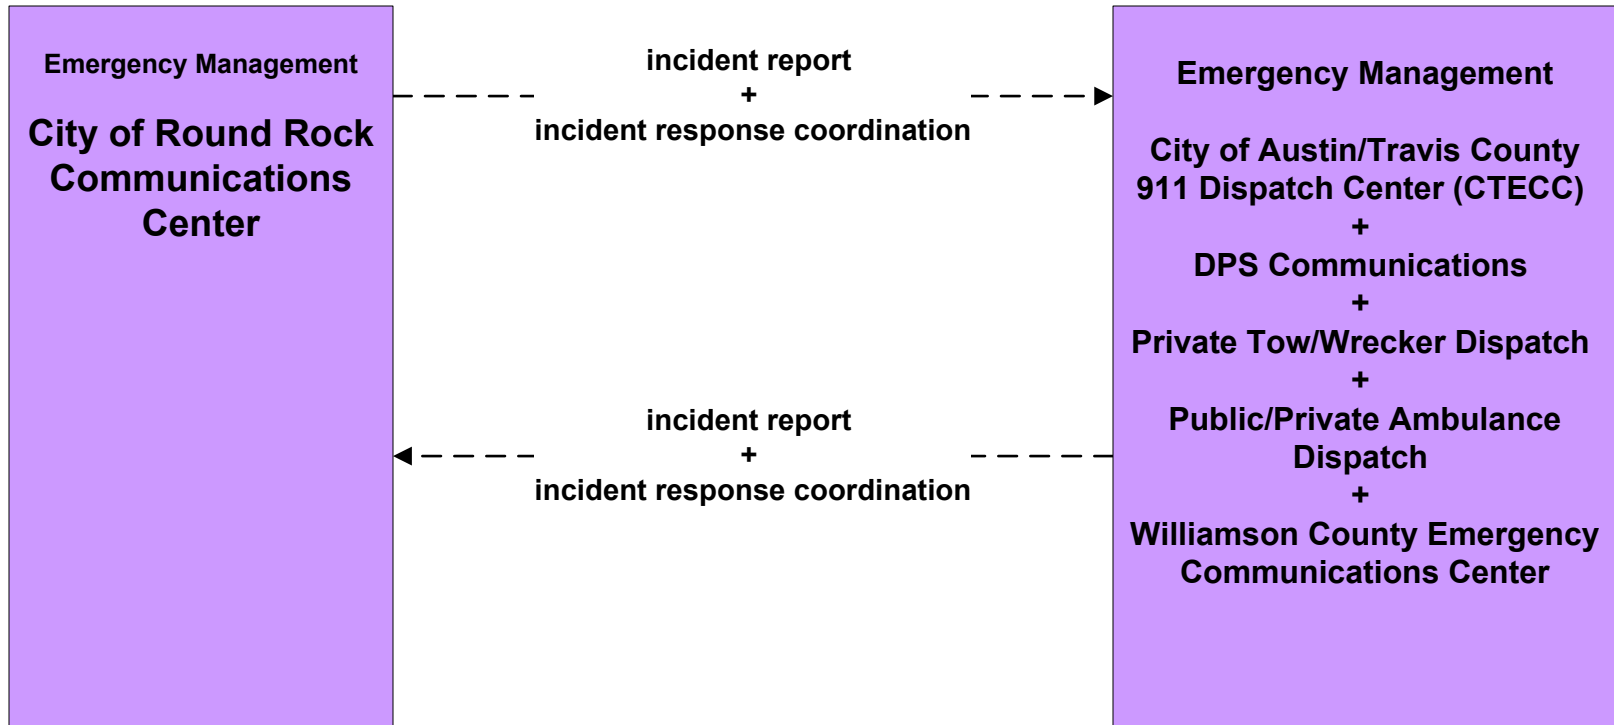 Emergency Management
City of Round Rock
Communications
Center
incident report
+
incident response coordination
incident report
+
incident response coordination
Emergency Management
City of Austin/Travis County
911 Dispatch Center (CTECC)
+
DPS Communications
+
Private Tow/Wrecker Dispatch
+
Public/Private Ambulance
Dispatch
+
Williamson County Emergency
Communications Center